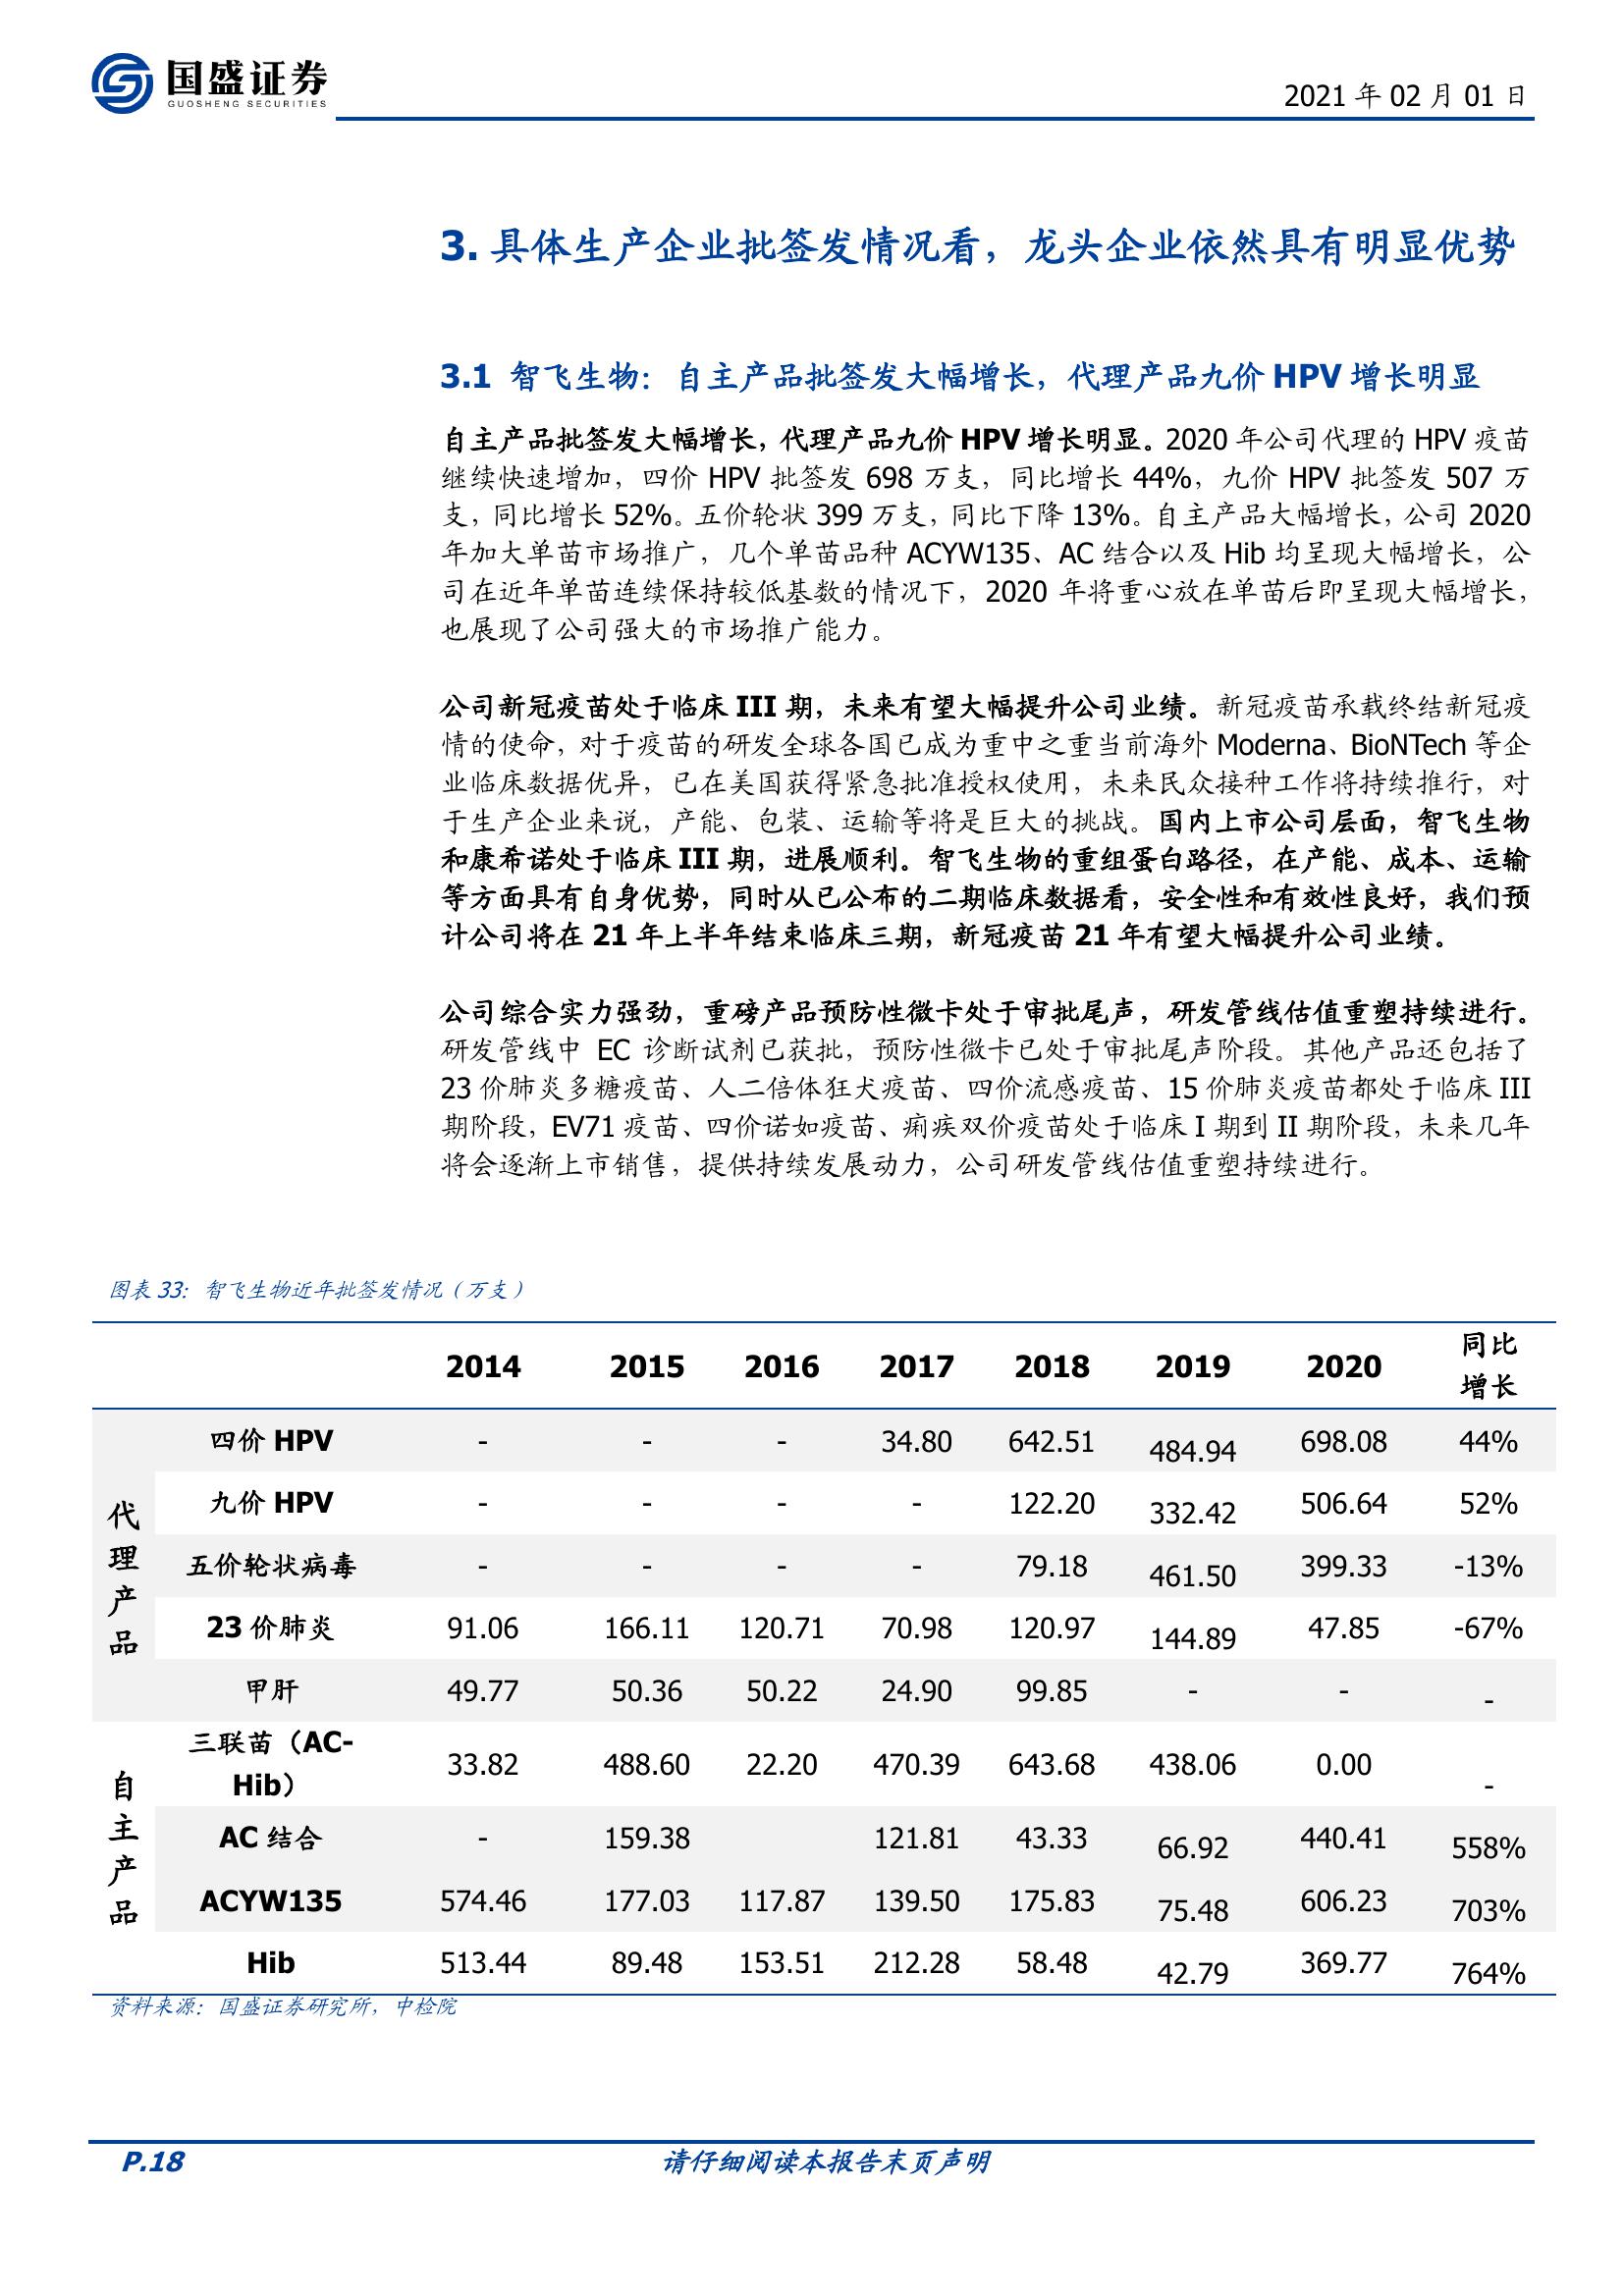 国盛证券
GUOSHENG SECURITIES
2021 年 02 月 01 日
3. 具体生产企业批签发情况看，龙头企业依然具有明显优势
3.1 智飞生物：自主产品批签发大幅增长，代理产品九价 HPV 增长明显
自主产品批签发大幅增长，代理产品九价 HPV 增长明显。2020 年公司代理的 HPV 疫苗
继续快速增加，四价 HPV 批签发 698 万支，同比增长 44%，九价 HPV 批签发 507 万
支，同比增长 52%。五价轮状 399 万支，同比下降 13%。自主产品大幅增长，公司 2020
年加大单苗市场推广，几个单苗品种 ACYW135、AC 结合以及 Hib 均呈现大幅增长，公
司在近年单苗连续保持较低基数的情况下，2020 年将重心放在单苗后即呈现大幅增长，
也展现了公司强大的市场推广能力。
公司新冠疫苗处于临床 III 期，未来有望大幅提升公司业绩。新冠疫苗承载终结新冠疫
情的使命，对于疫苗的研发全球各国已成为重中之重当前海外 Moderna、BioNTech 等企
业临床数据优异，已在美国获得紧急批准授权使用，未来民众接种工作将持续推行，对
于生产企业来说，产能、包装、运输等将是巨大的挑战。国内上市公司层面，智飞生物
和康希诺处于临床 III 期，进展顺利。智飞生物的重组蛋白路径，在产能、成本、运输
等方面具有自身优势，同时从已公布的二期临床数据看，安全性和有效性良好，我们预
计公司将在 21 年上半年结束临床三期，新冠疫苗 21 年有望大幅提升公司业绩。
公司综合实力强劲，重磅产品预防性微卡处于审批尾声，研发管线估值重塑持续进行。
研发管线中 EC 诊断试剂已获批，预防性微卡已处于审批尾声阶段。其他产品还包括了
23 价肺炎多糖疫苗、人二倍体狂犬疫苗、四价流感疫苗、15 价肺炎疫苗都处于临床 III
期阶段，EV71 疫苗、四价诺如疫苗、痢疾双价疫苗处于临床 I 期到 II 期阶段，未来几年
将会逐渐上市销售，提供持续发展动力，公司研发管线估值重塑持续进行。
图表 33：智飞生物近年批签发情况（万支）
2014 2015 2016 2017 2018 2019 2020 同比增长
代理产品
四价 HPV - - - 34.80 642.51 484.94 698.08 44%
九价 HPV - - - - 122.20 332.42 506.64 52%
五价轮状病毒 - - - - 79.18 461.50 399.33 -13%
23 价肺炎 91.06 166.11 120.71 70.98 120.97 144.89 47.85 -67%
甲肝 49.77 50.36 50.22 24.90 99.85 - - -
自主产品
三联苗（AC-Hib） 33.82 488.60 22.20 470.39 643.68 438.06 0.00 -
AC 结合 - 159.38 121.81 43.33 66.92 440.41 558%
ACYW135 574.46 177.03 117.87 139.50 175.83 75.48 606.23 703%
Hib 513.44 89.48 153.51 212.28 58.48 42.79 369.77 764%
资料来源：国盛证券研究所，中检院
P.18
请仔细阅读本报告末页声明